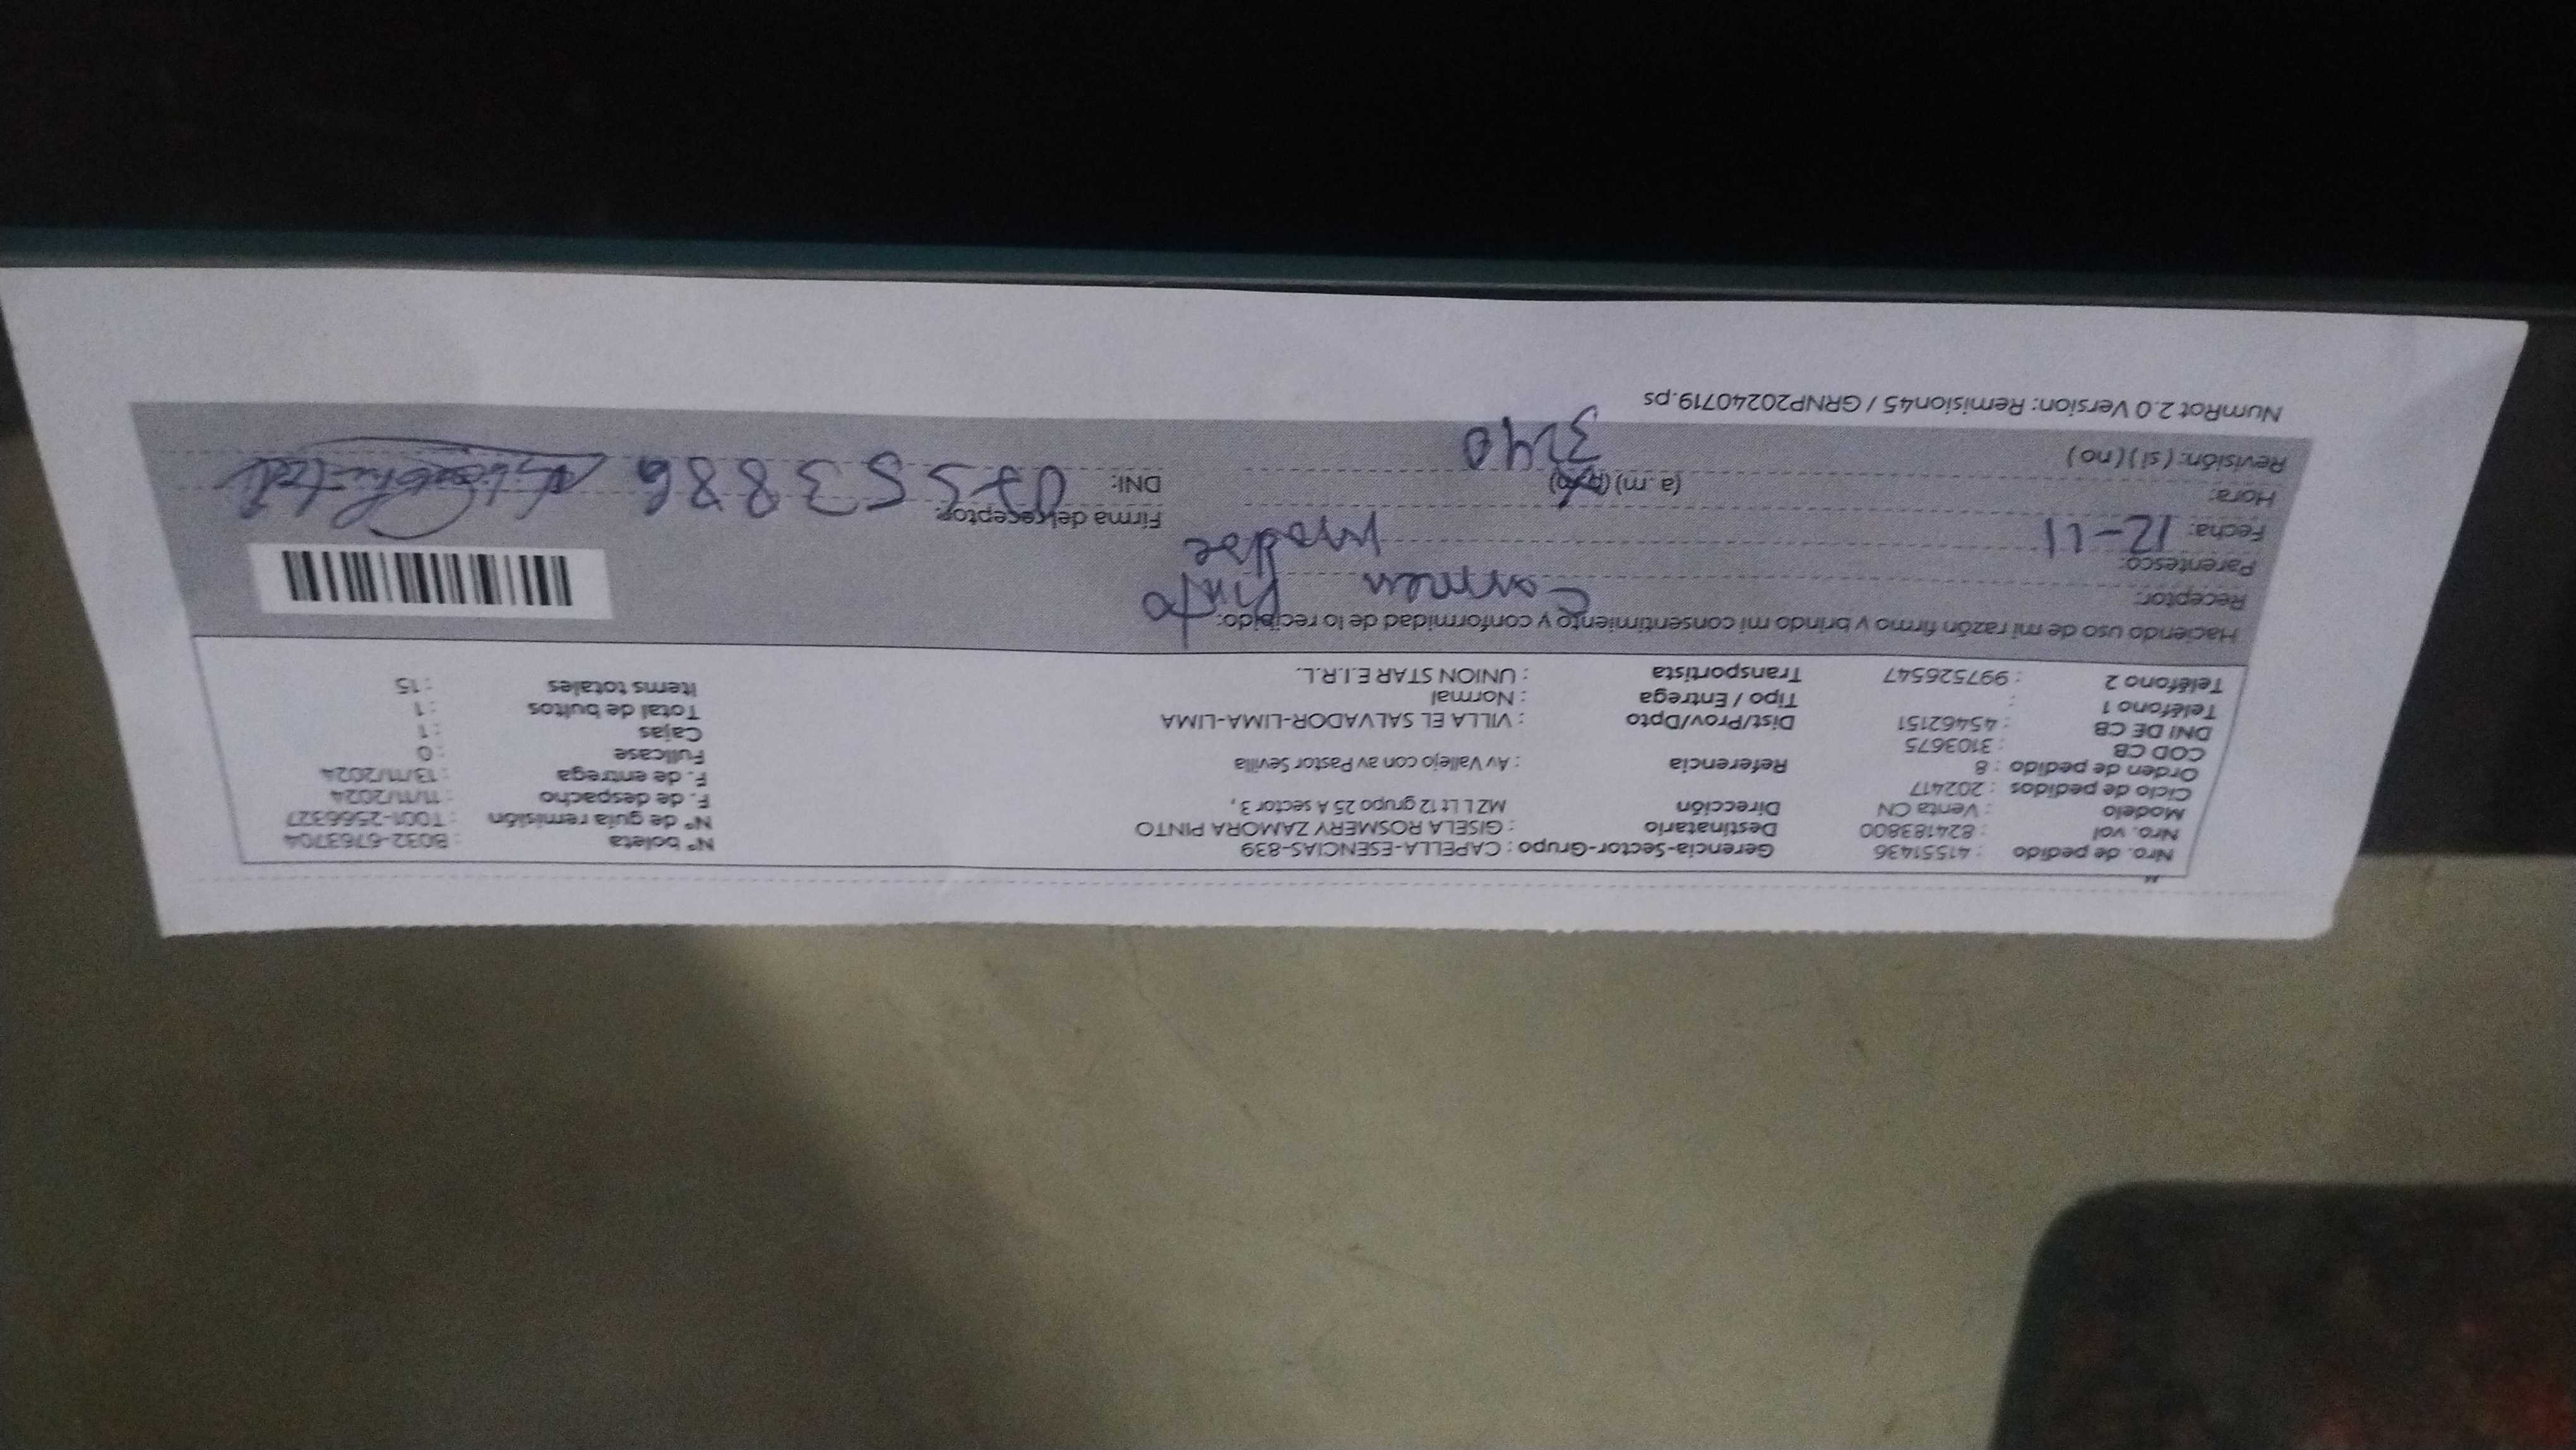 Nro. de pedido : 41551436 Gerencia-Sector-Grupo : CAPELLA-ESENCIAS-839 N° boleta : B032-6763704
Nro. vol : 824183800 Destinatario : GISELA ROSMERY ZAMORA PINTO N° de guía remisión : T001-2566327
Modelo : Venta CN Dirección MZ L Lt 12 grupo 25 A sector 3 , F. de despacho : 11/11/2024
Ciclo de pedidos : 202417 F. de entrega : 13/11/2024
Orden de pedido : 8 Referencia : Av Vallejo con av Pastor Sevilla Fullcase : 0
COD CB : 3103675 Cajas : 1
DNI DE CB : 45462151 Dist/Prov/Dpto : VILLA EL SALVADOR-LIMA-LIMA Total de bultos : 1
Teléfono 1 : Tipo / Entrega : Normal Items totales : 15
Teléfono 2 : 997526547 Transportista : UNION STAR E.I.R.L.
Haciendo uso de mi razón firmo y brindo mi consentimiento y conformidad de lo recibido:
Receptor: Carmen Pinto
Parentesco: madre
Fecha: 12-11 Firma del receptor:
Hora: (a.m) (p.m) 3:40 DNI:
Revisión: ( si ) ( no )
NumRot 2.0 Version: Remision45 / GRNP20240719.ps